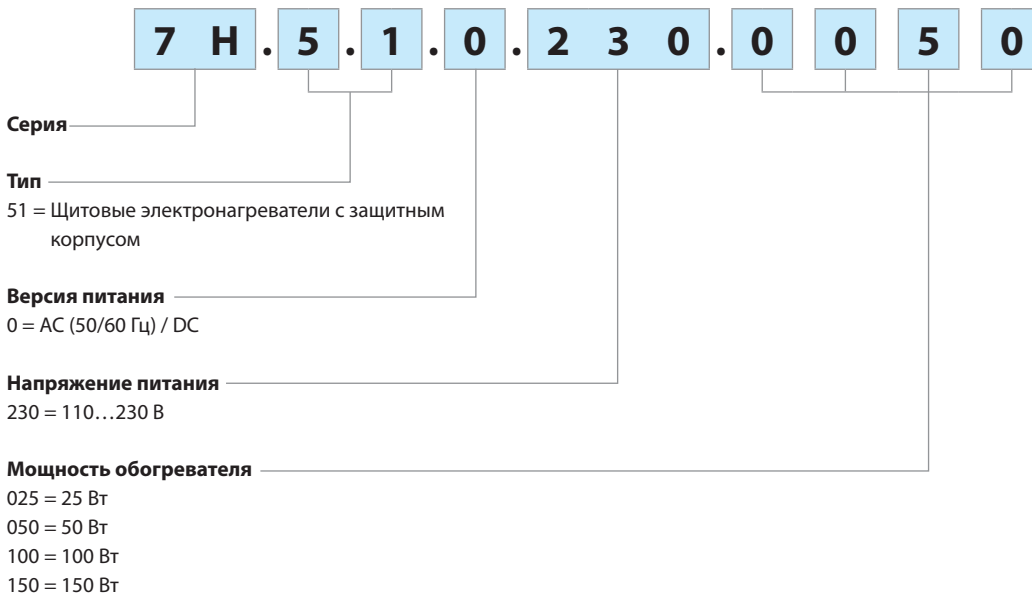 7 H . 5 . 1 . 0 . 2 3 0 . 0 0 5 0
Серия
Тип
51 = Щитовые электронагреватели с защитным
корпусом
Версия питания
0 = AC (50/60 Гц) / DC
Напряжение питания
230 = 110…230 В
Мощность обогревателя
025 = 25 Вт
050 = 50 Вт
100 = 100 Вт
150 = 150 Вт